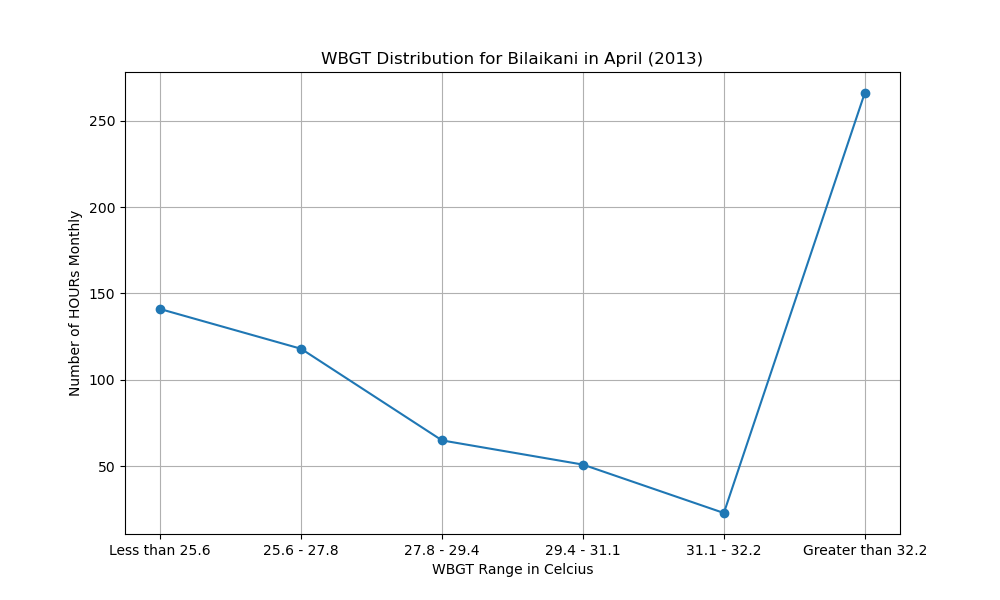 WBGT Distribution for Bilaikani in April (2013)
Number of HOURs Monthly
250
200
150
100
50
Less than 25.6
25.6 - 27.8
27.8 - 29.4
29.4 - 31.1
31.1 - 32.2
Greater than 32.2
WBGT Range in Celcius